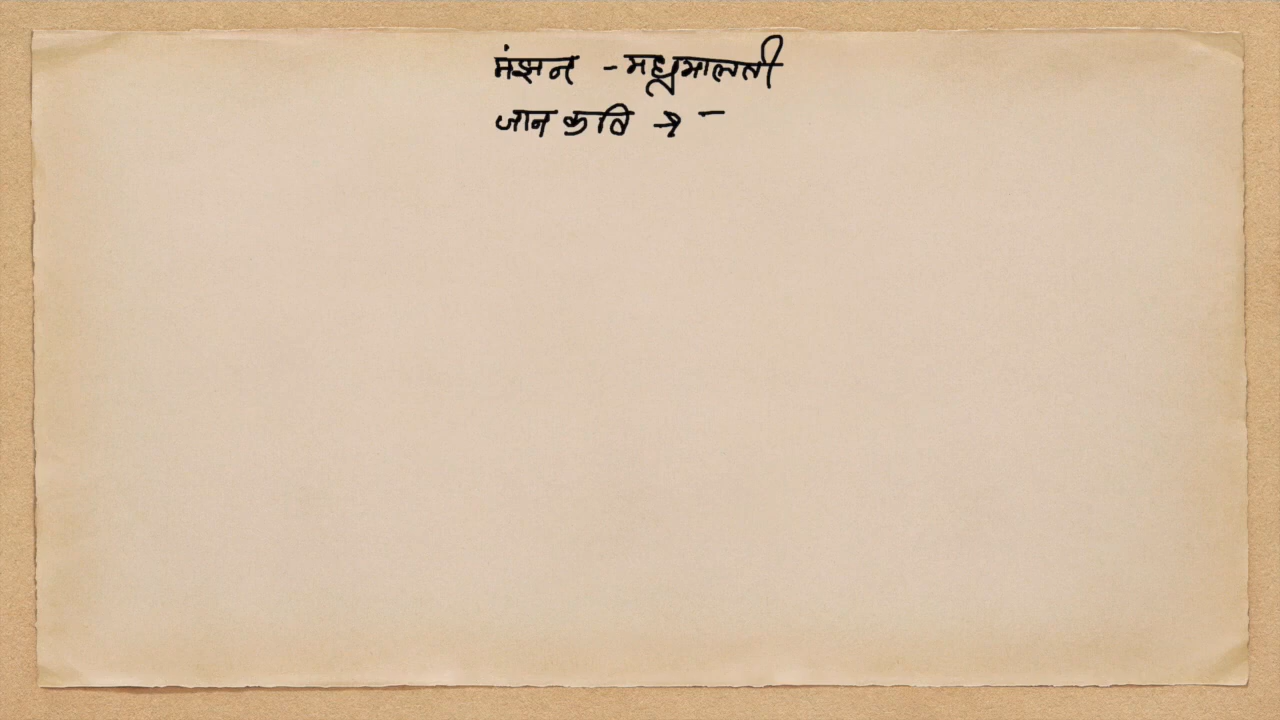 मंझन - मधुमालती
जान कवि → -